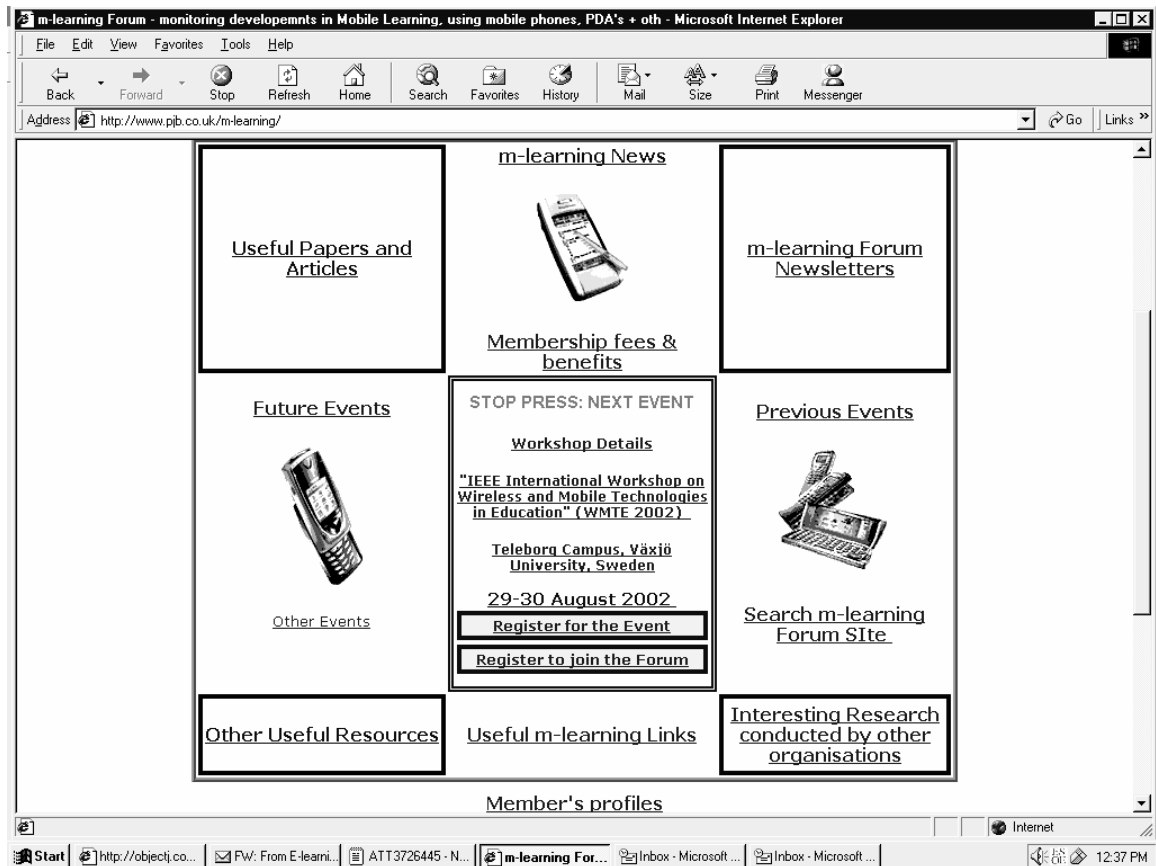 m-learning Forum - monitoring developemnts in Mobile Learning, using mobile phones, PDA's + oth - Microsoft Internet Explorer
File Edit View Favorites Tools Help
Back Forward Stop Refresh Home Search Favorites History Mail Size Print Messenger
Address http://www.pjb.co.uk/m-learning/ Go Links »
m-learning News
Useful Papers and
Articles
m-learning Forum
Newsletters
Membership fees &
benefits
Future Events
STOP PRESS: NEXT EVENT
Previous Events
Workshop Details
"IEEE International Workshop on
Wireless and Mobile Technologies
in Education" (WMTE 2002)
Teleborg Campus, Växjö
University, Sweden
29-30 August 2002
Other Events
Register for the Event
Search m-learning
Forum SIte
Register to join the Forum
Other Useful Resources
Useful m-learning Links
Interesting Research
conducted by other
organisations
Member's profiles
Internet
Start http://objectj.co... FW: From E-learni... ATT3726445 - N... m-learning For... Inbox - Microsoft ... Inbox - Microsoft ... 12:37 PM